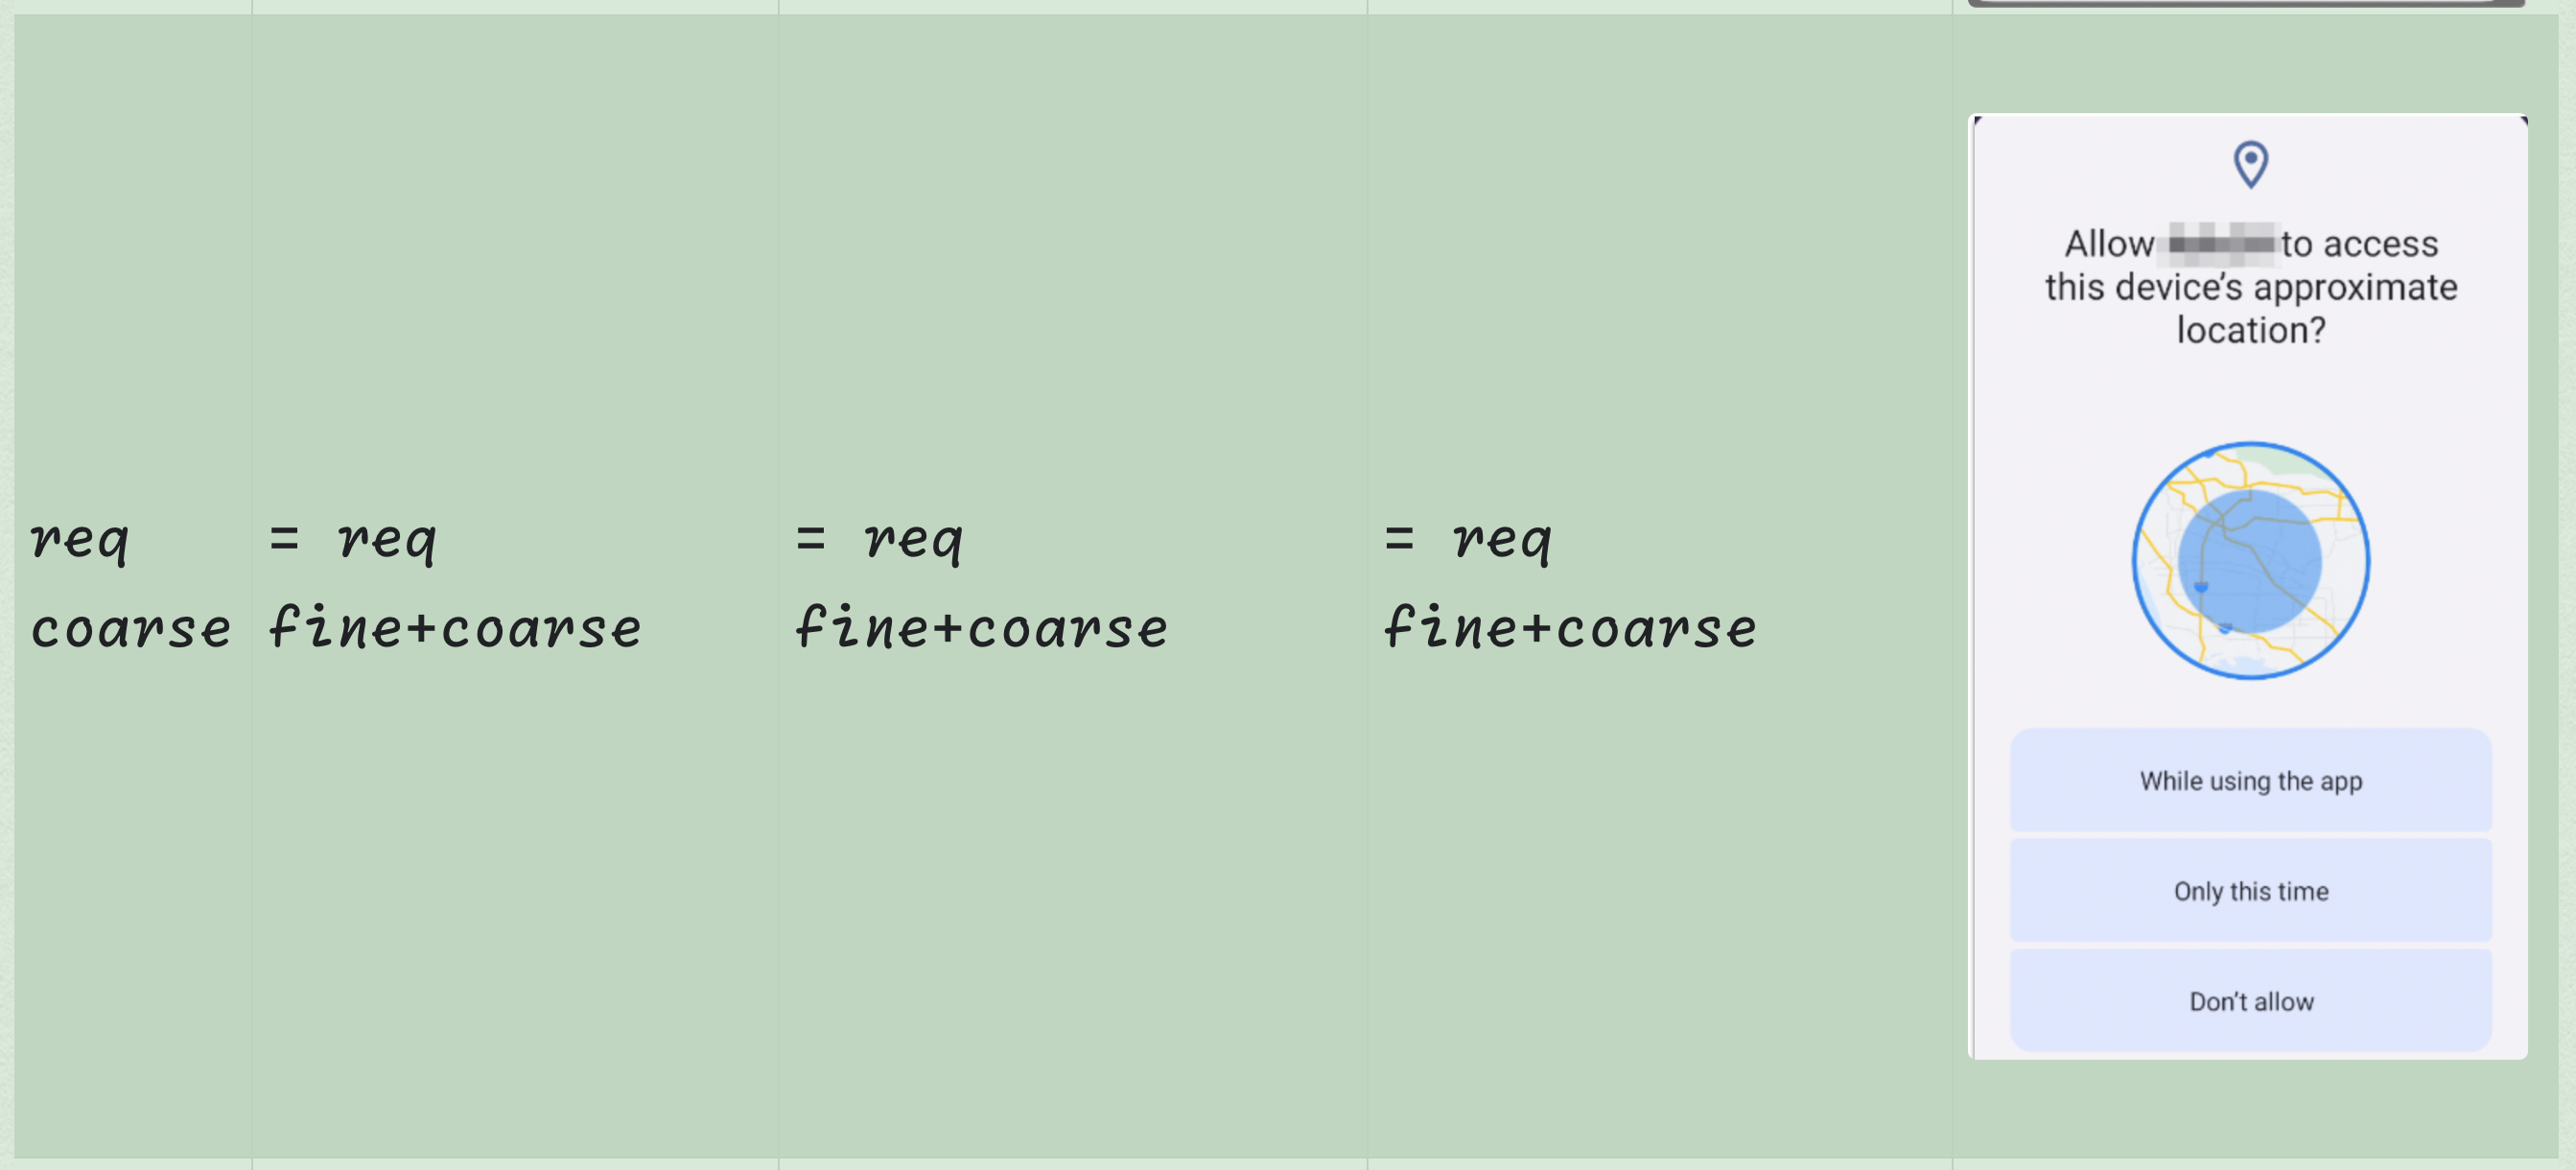 req
coarse
= req
fine+coarse
= req
fine+coarse
= req
fine+coarse
Allow to access
this device’s approximate
location?
While using the app
Only this time
Don’t allow